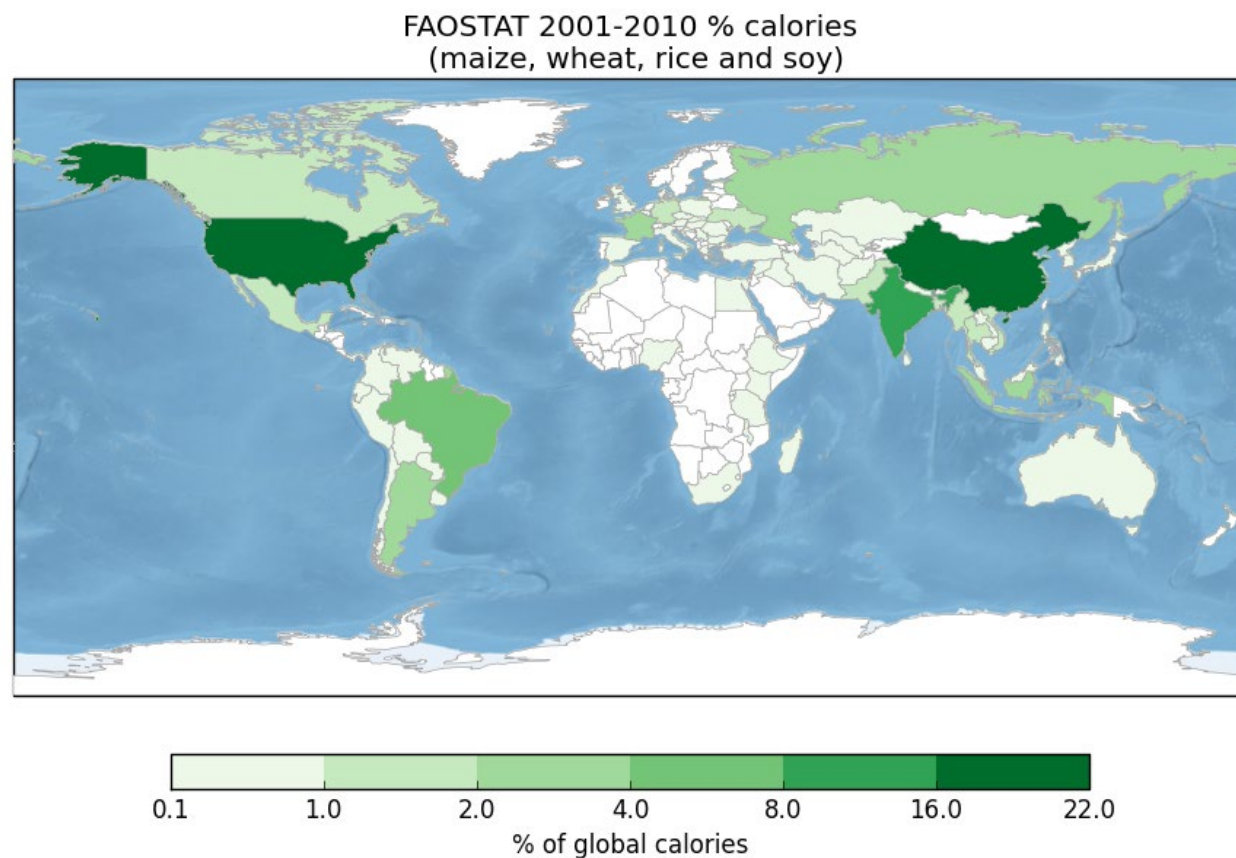 FAOSTAT 2001-2010 % calories
(maize, wheat, rice and soy)
0.1 1.0 2.0 4.0 8.0 16.0 22.0
% of global calories